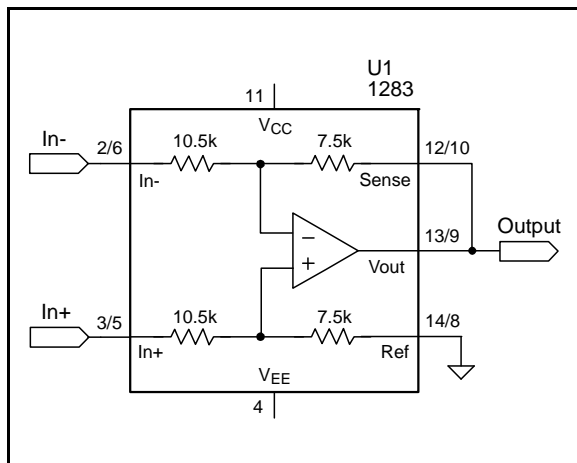 U1
1283
11
VCC
In-
2/6
10.5k
7.5k
12/10
In-
Sense
−
+
13/9
Output
Vout
In+
3/5
10.5k
7.5k
14/8
In+
Ref
VEE
4